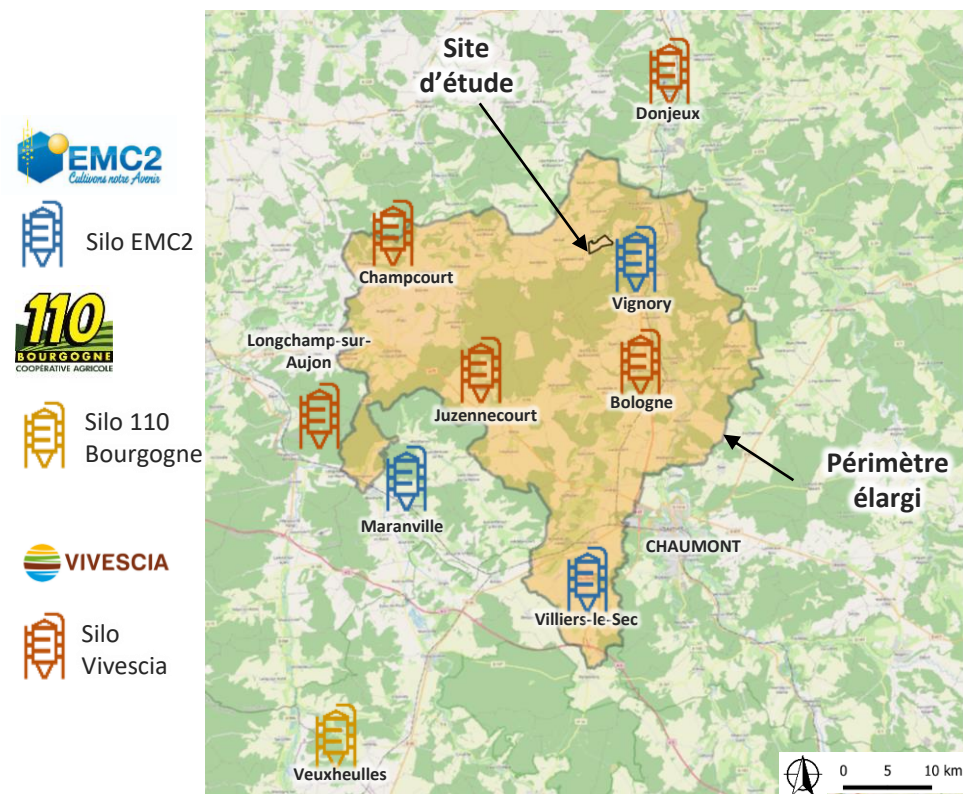 EMC2
Cultivons notre Avenir
Silo EMC2
110
BOURGOGNE
COOPÉRATIVE AGRICOLE
Silo 110
Bourgogne
VIVESCIA
Silo
Vivescia
Site
d'étude
Donjeux
Champcourt
Vignory
Longchamp-sur-
Aujon
Juzennecourt
Bologne
Périmètre
élargi
Maranville
CHAUMONT
Villiers-le-Sec
Veuxheulles
0 5 10 km